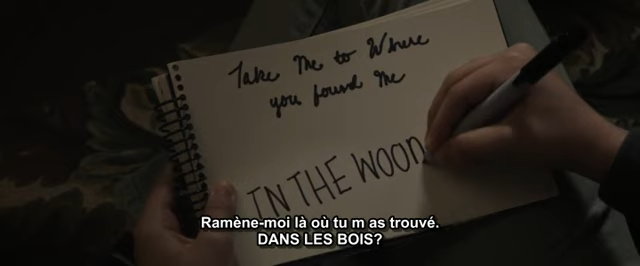 Take Me to Where
you found Me
IN THE WOOD
Ramène-moi là où tu m as trouvé.
DANS LES BOIS?